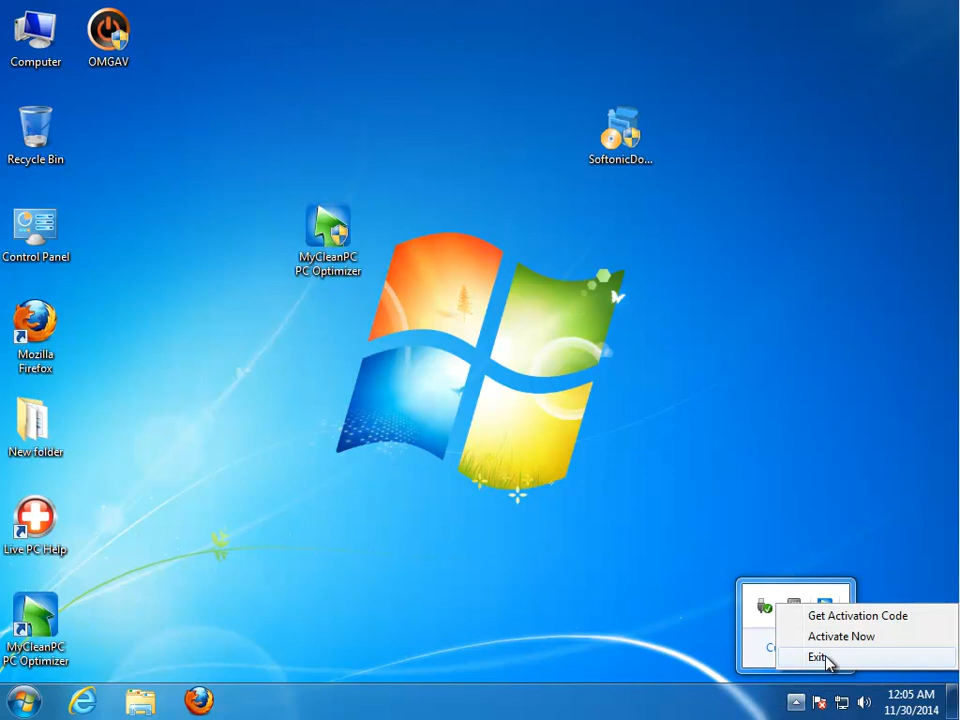 Computer
OMGAV
Recycle Bin
SoftonicDo...
Control Panel
MyCleanPC
PC Optimizer
Mozilla
Firefox
New folder
Live PC Help
MyCleanPC
PC Optimizer
Get Activation Code
Activate Now
Exit
12:05 AM
11/30/2014